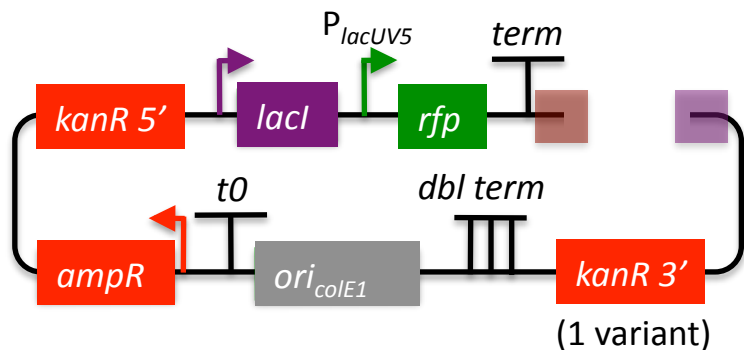 P_lacUV5
term
kanR 5’
lacI
rfp
t0
dbl term
ampR
ori_colE1
kanR 3’
(1 variant)